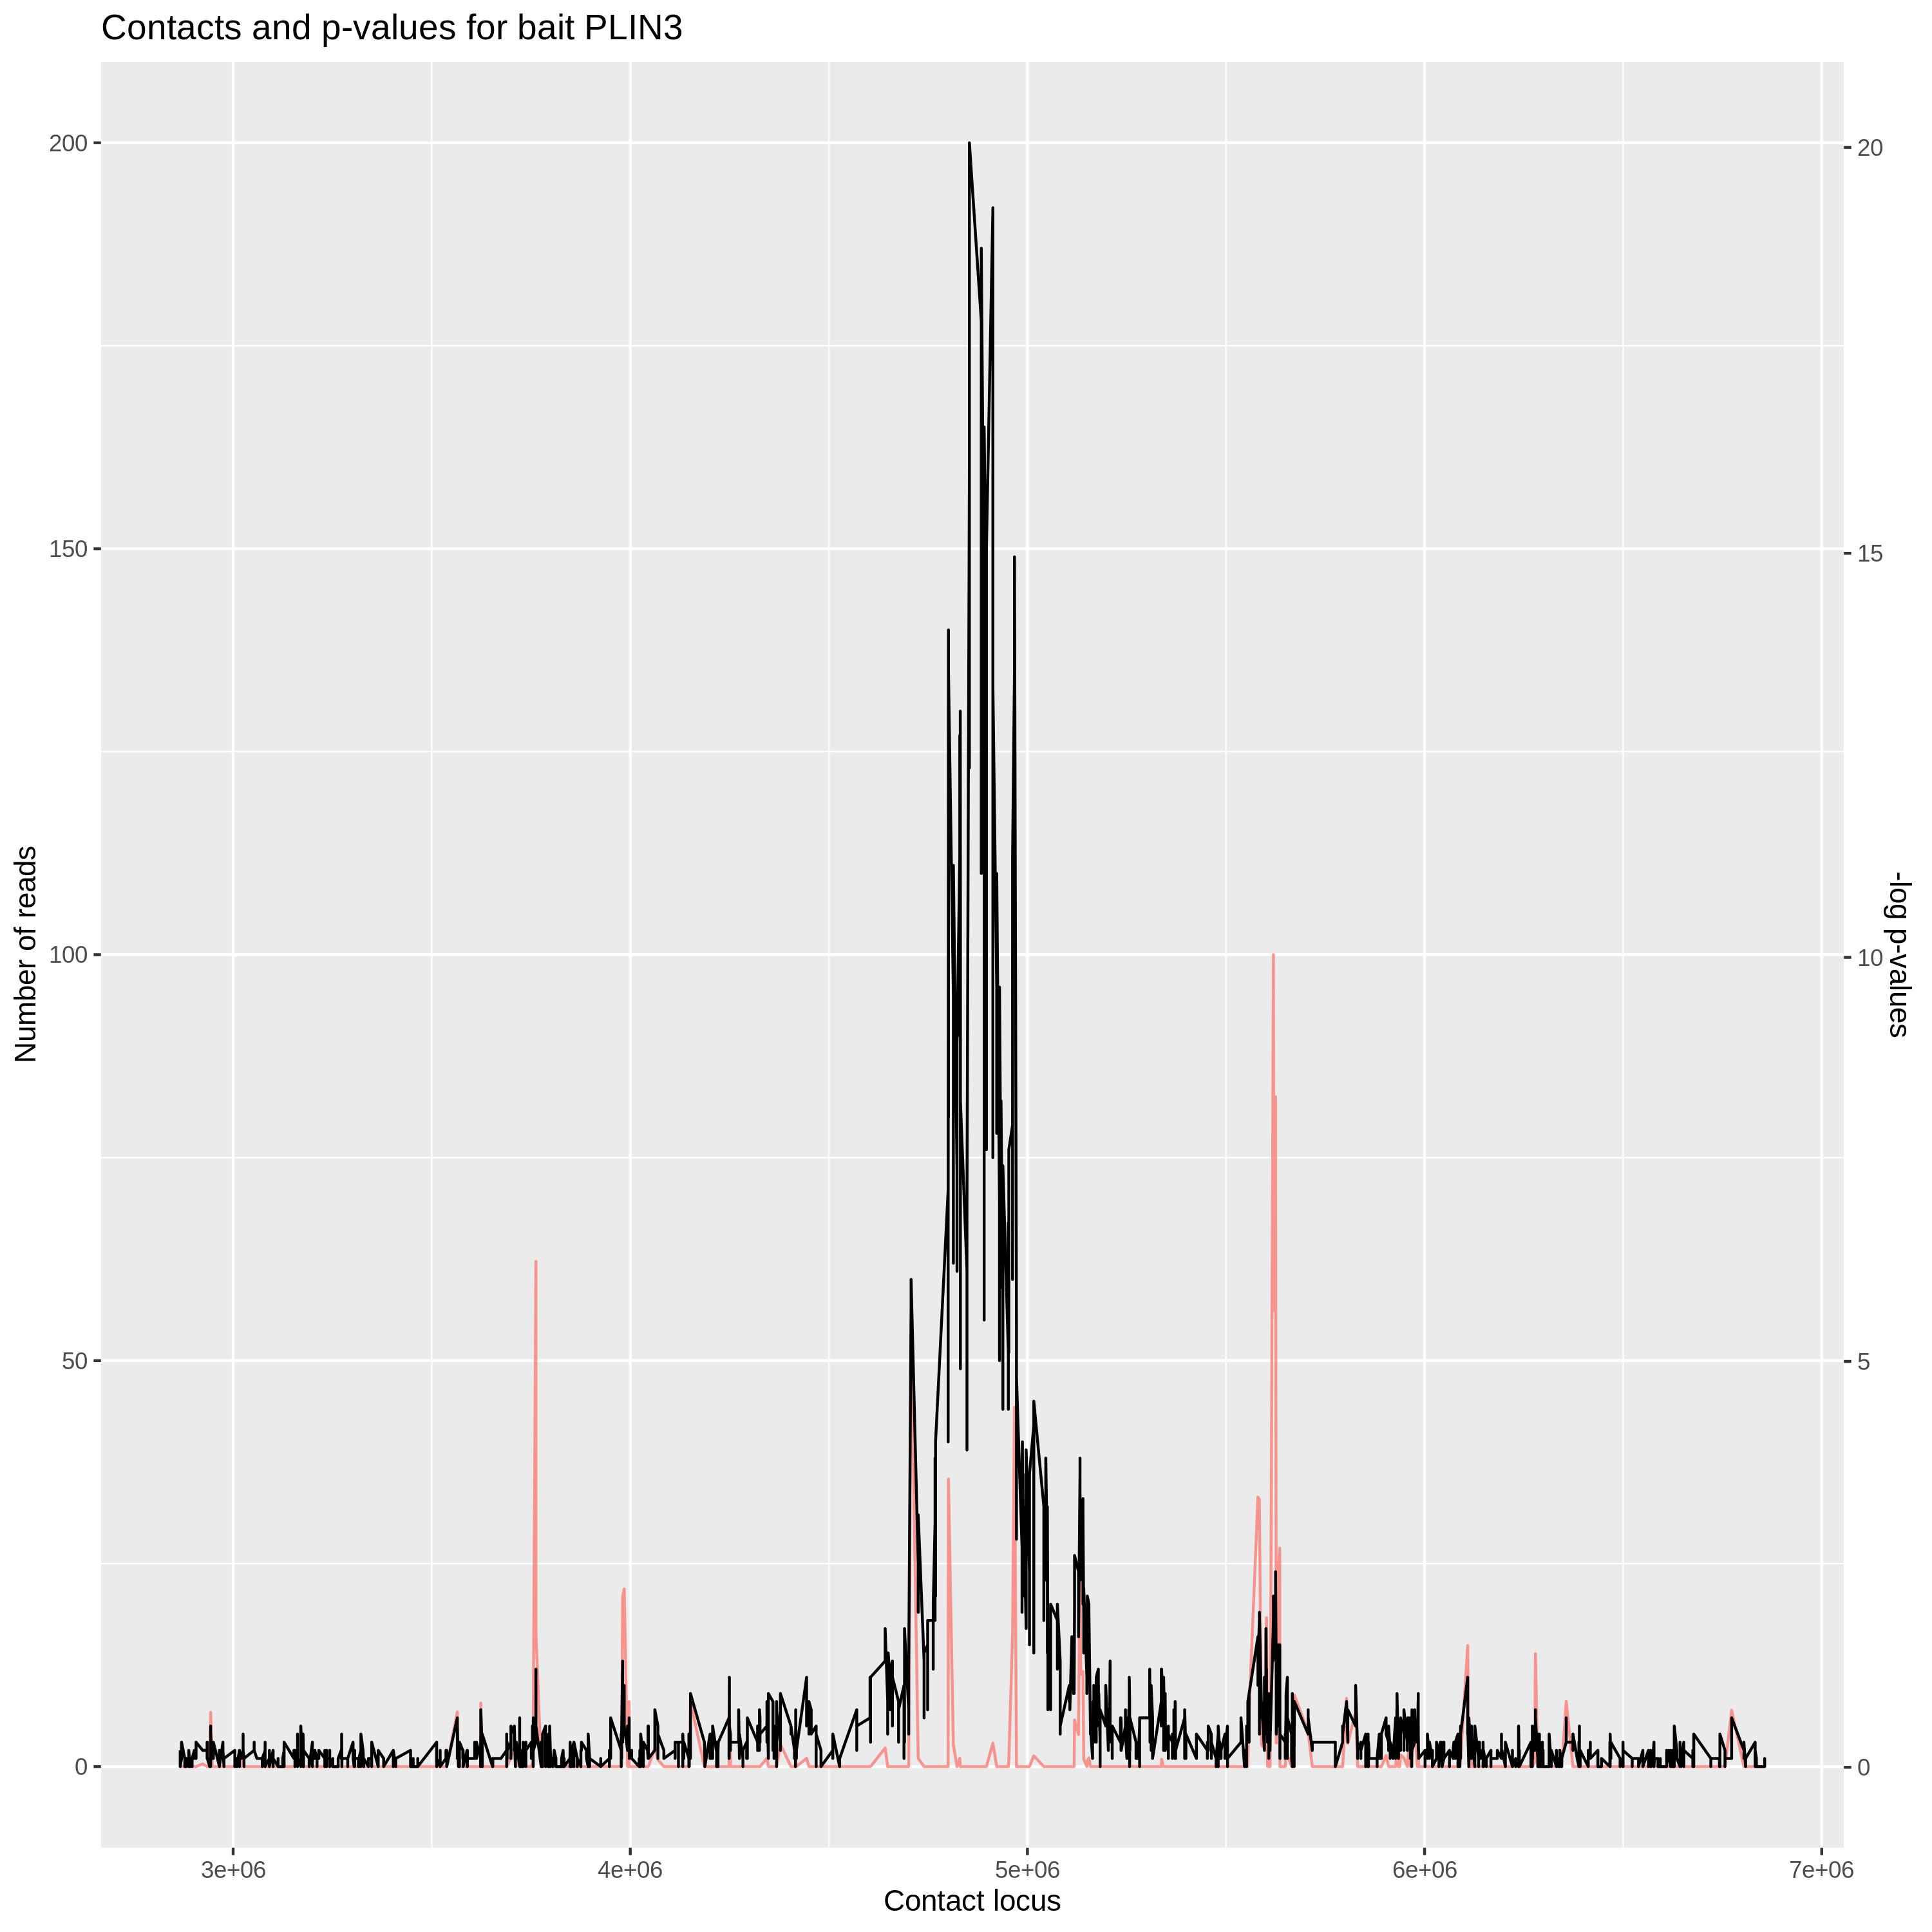 Contacts and p-values for bait PLIN3
200
150
100
50
0
Number of reads
20
15
10
5
0
-log p-values
3e+06
4e+06
5e+06
6e+06
7e+06
Contact locus